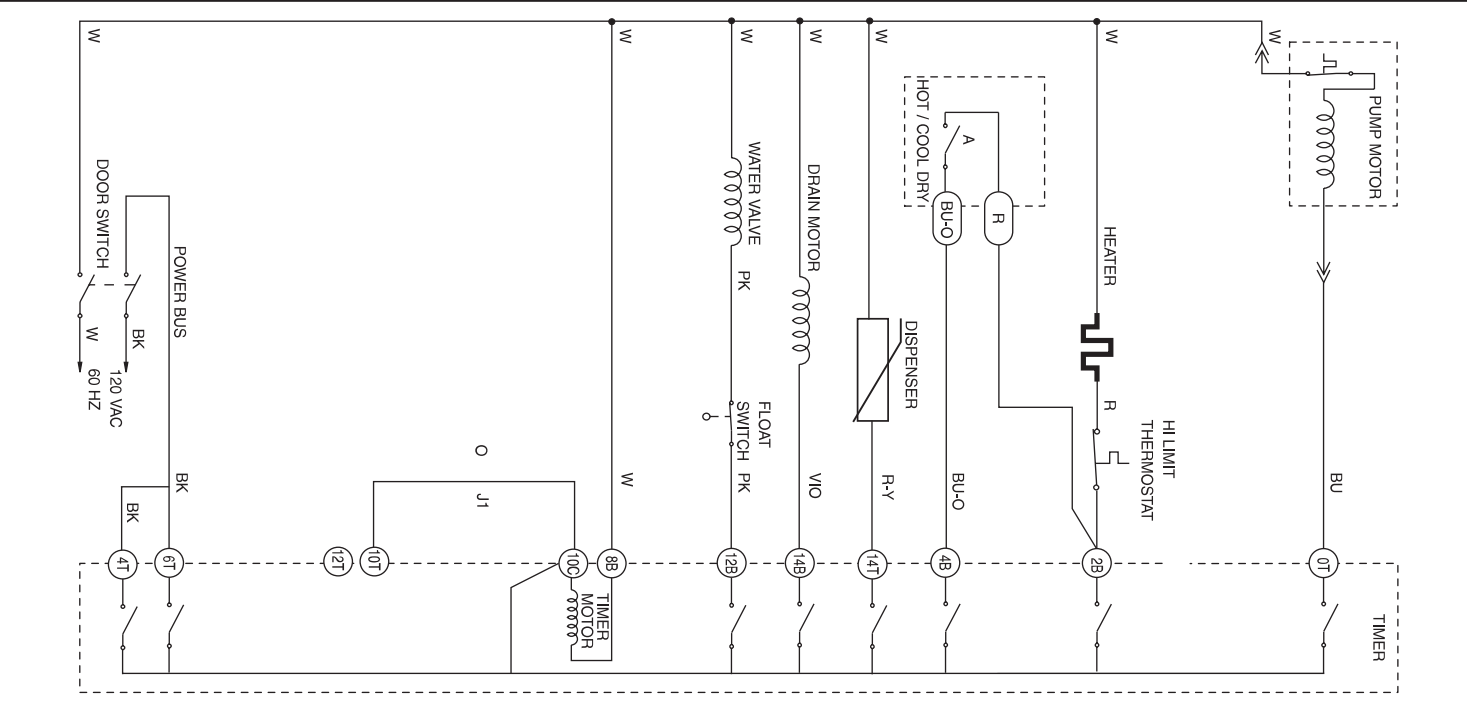 W
W
W
W
W
W
W
PUMP MOTOR
HOT / COOL DRY
A
BU-O
R
WATER VALVE
DRAIN MOTOR
DOOR SWITCH
POWER BUS
HEATER
DISPENSER
PK
W
BK
120 VAC
60 HZ
FLOAT
SWITCH
R
HI LIMIT
THERMOSTAT
O
J1
BK
BK
W
PK
VIO
R-Y
BU-O
BU
4T
6T
12T
10T
10C
8B
12B
14B
14T
4B
2B
0T
TIMER
MOTOR
TIMER